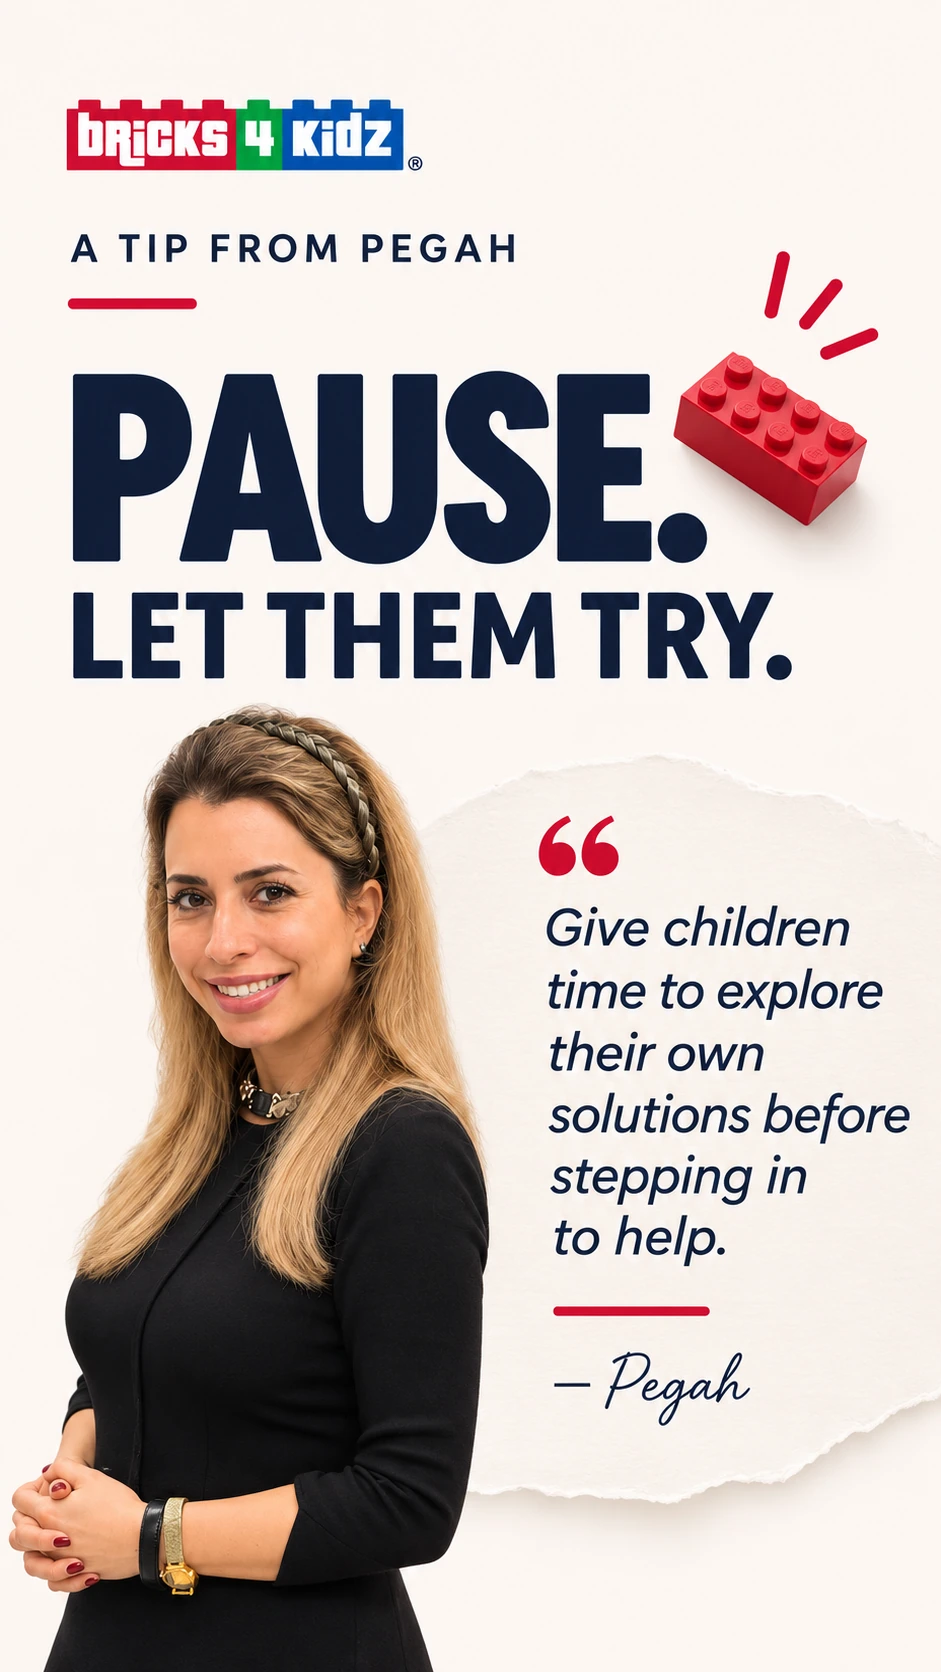 bricks 4 kidz ®
A TIP FROM PEGAH
PAUSE.
LET THEM TRY.
“
Give children
time to explore
their own
solutions before
stepping in
to help.
— Pegah